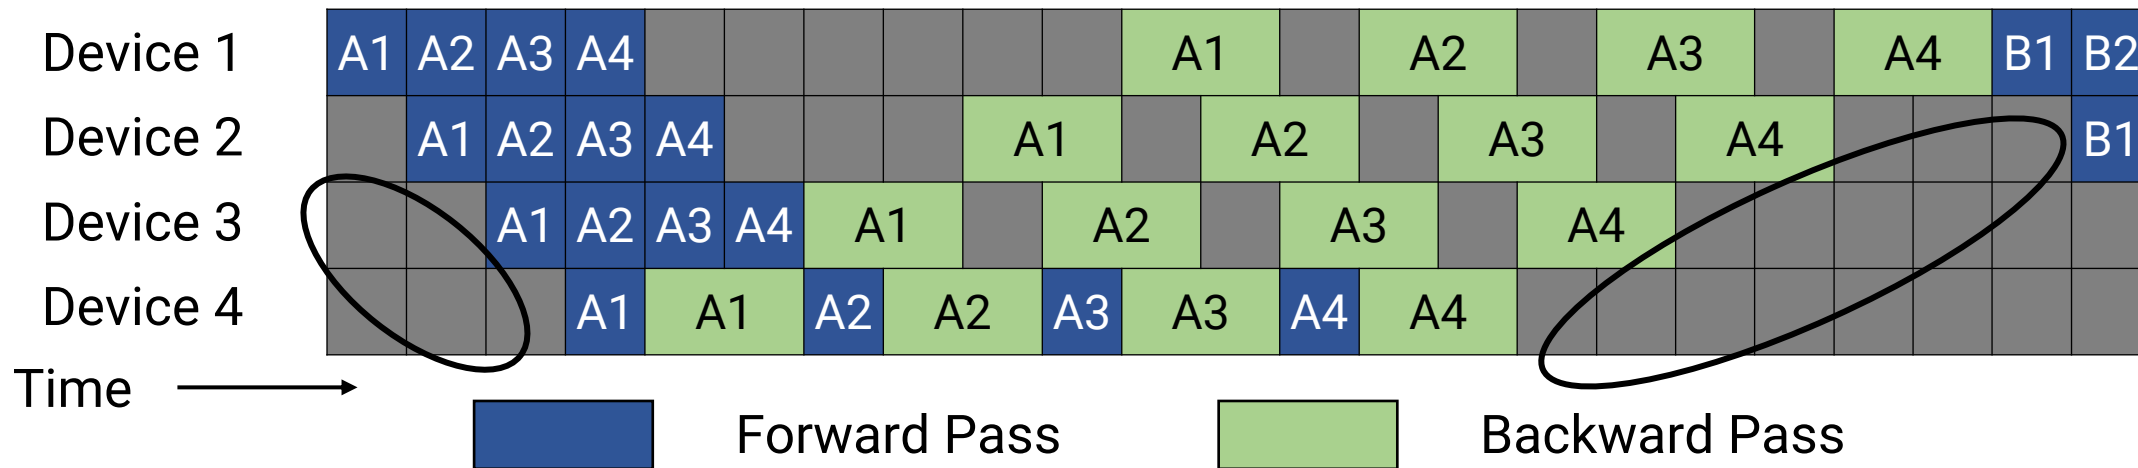 Device 1 A1 A2 A3 A4 A1 A2 A3 A4 B1 B2
Device 2 A1 A2 A3 A4 A1 A2 A3 A4 B1
Device 3 A1 A2 A3 A4 A1 A2 A3 A4
Device 4 A1 A1 A2 A2 A3 A3 A4 A4
Time
Forward Pass Backward Pass